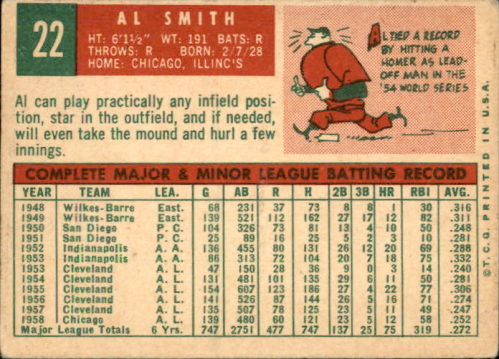 22
AL SMITH
HT: 6'1½" WT: 191 BATS: R
THROWS: R BORN: 2/7/28
HOME: CHICAGO, ILLINC'S
AL TIED A RECORD
BY HITTING A
HOMER AS LEAD-
OFF MAN IN THE
'54 WORLD SERIES
Al can play practically any infield posi-
tion, star in the outfield, and if needed,
will even take the mound and hurl a few
innings.
© T.C.G. PRINTED IN U.S.A.
COMPLETE MAJOR & MINOR LEAGUE BATTING RECORD
YEAR TEAM LEA. G AB R H 2B 3B HR RBI AVG.
1948 Wilkes-Barre East. 68 231 37 73 8 8 1 30 .316
1949 Wilkes-Barre East. 139 521 112 162 27 17 12 82 .311
1950 San Diego P. C. 104 326 73 81 13 4 10 50 .248
1951 San Diego P. C. 25 89 16 25 5 2 3 10 .281
1952 Indianapolis A. A. 136 455 80 131 26 12 20 69 .288
1953 Indianapolis A. A. 86 313 72 104 20 7 18 75 .332
1953 Cleveland A. L. 47 150 28 36 9 0 3 14 .240
1954 Cleveland A. L. 131 481 101 135 29 6 11 50 .281
1955 Cleveland A. L. 154 607 123 186 27 4 22 77 .306
1956 Cleveland A. L. 141 526 87 144 26 5 16 71 .274
1957 Cleveland A. L. 135 507 78 125 23 5 11 49 .247
1958 Chicago A. L. 139 480 61 121 23 5 12 58 .252
Major League Totals 6 Yrs. 747 2751 477 747 137 25 75 319 .272